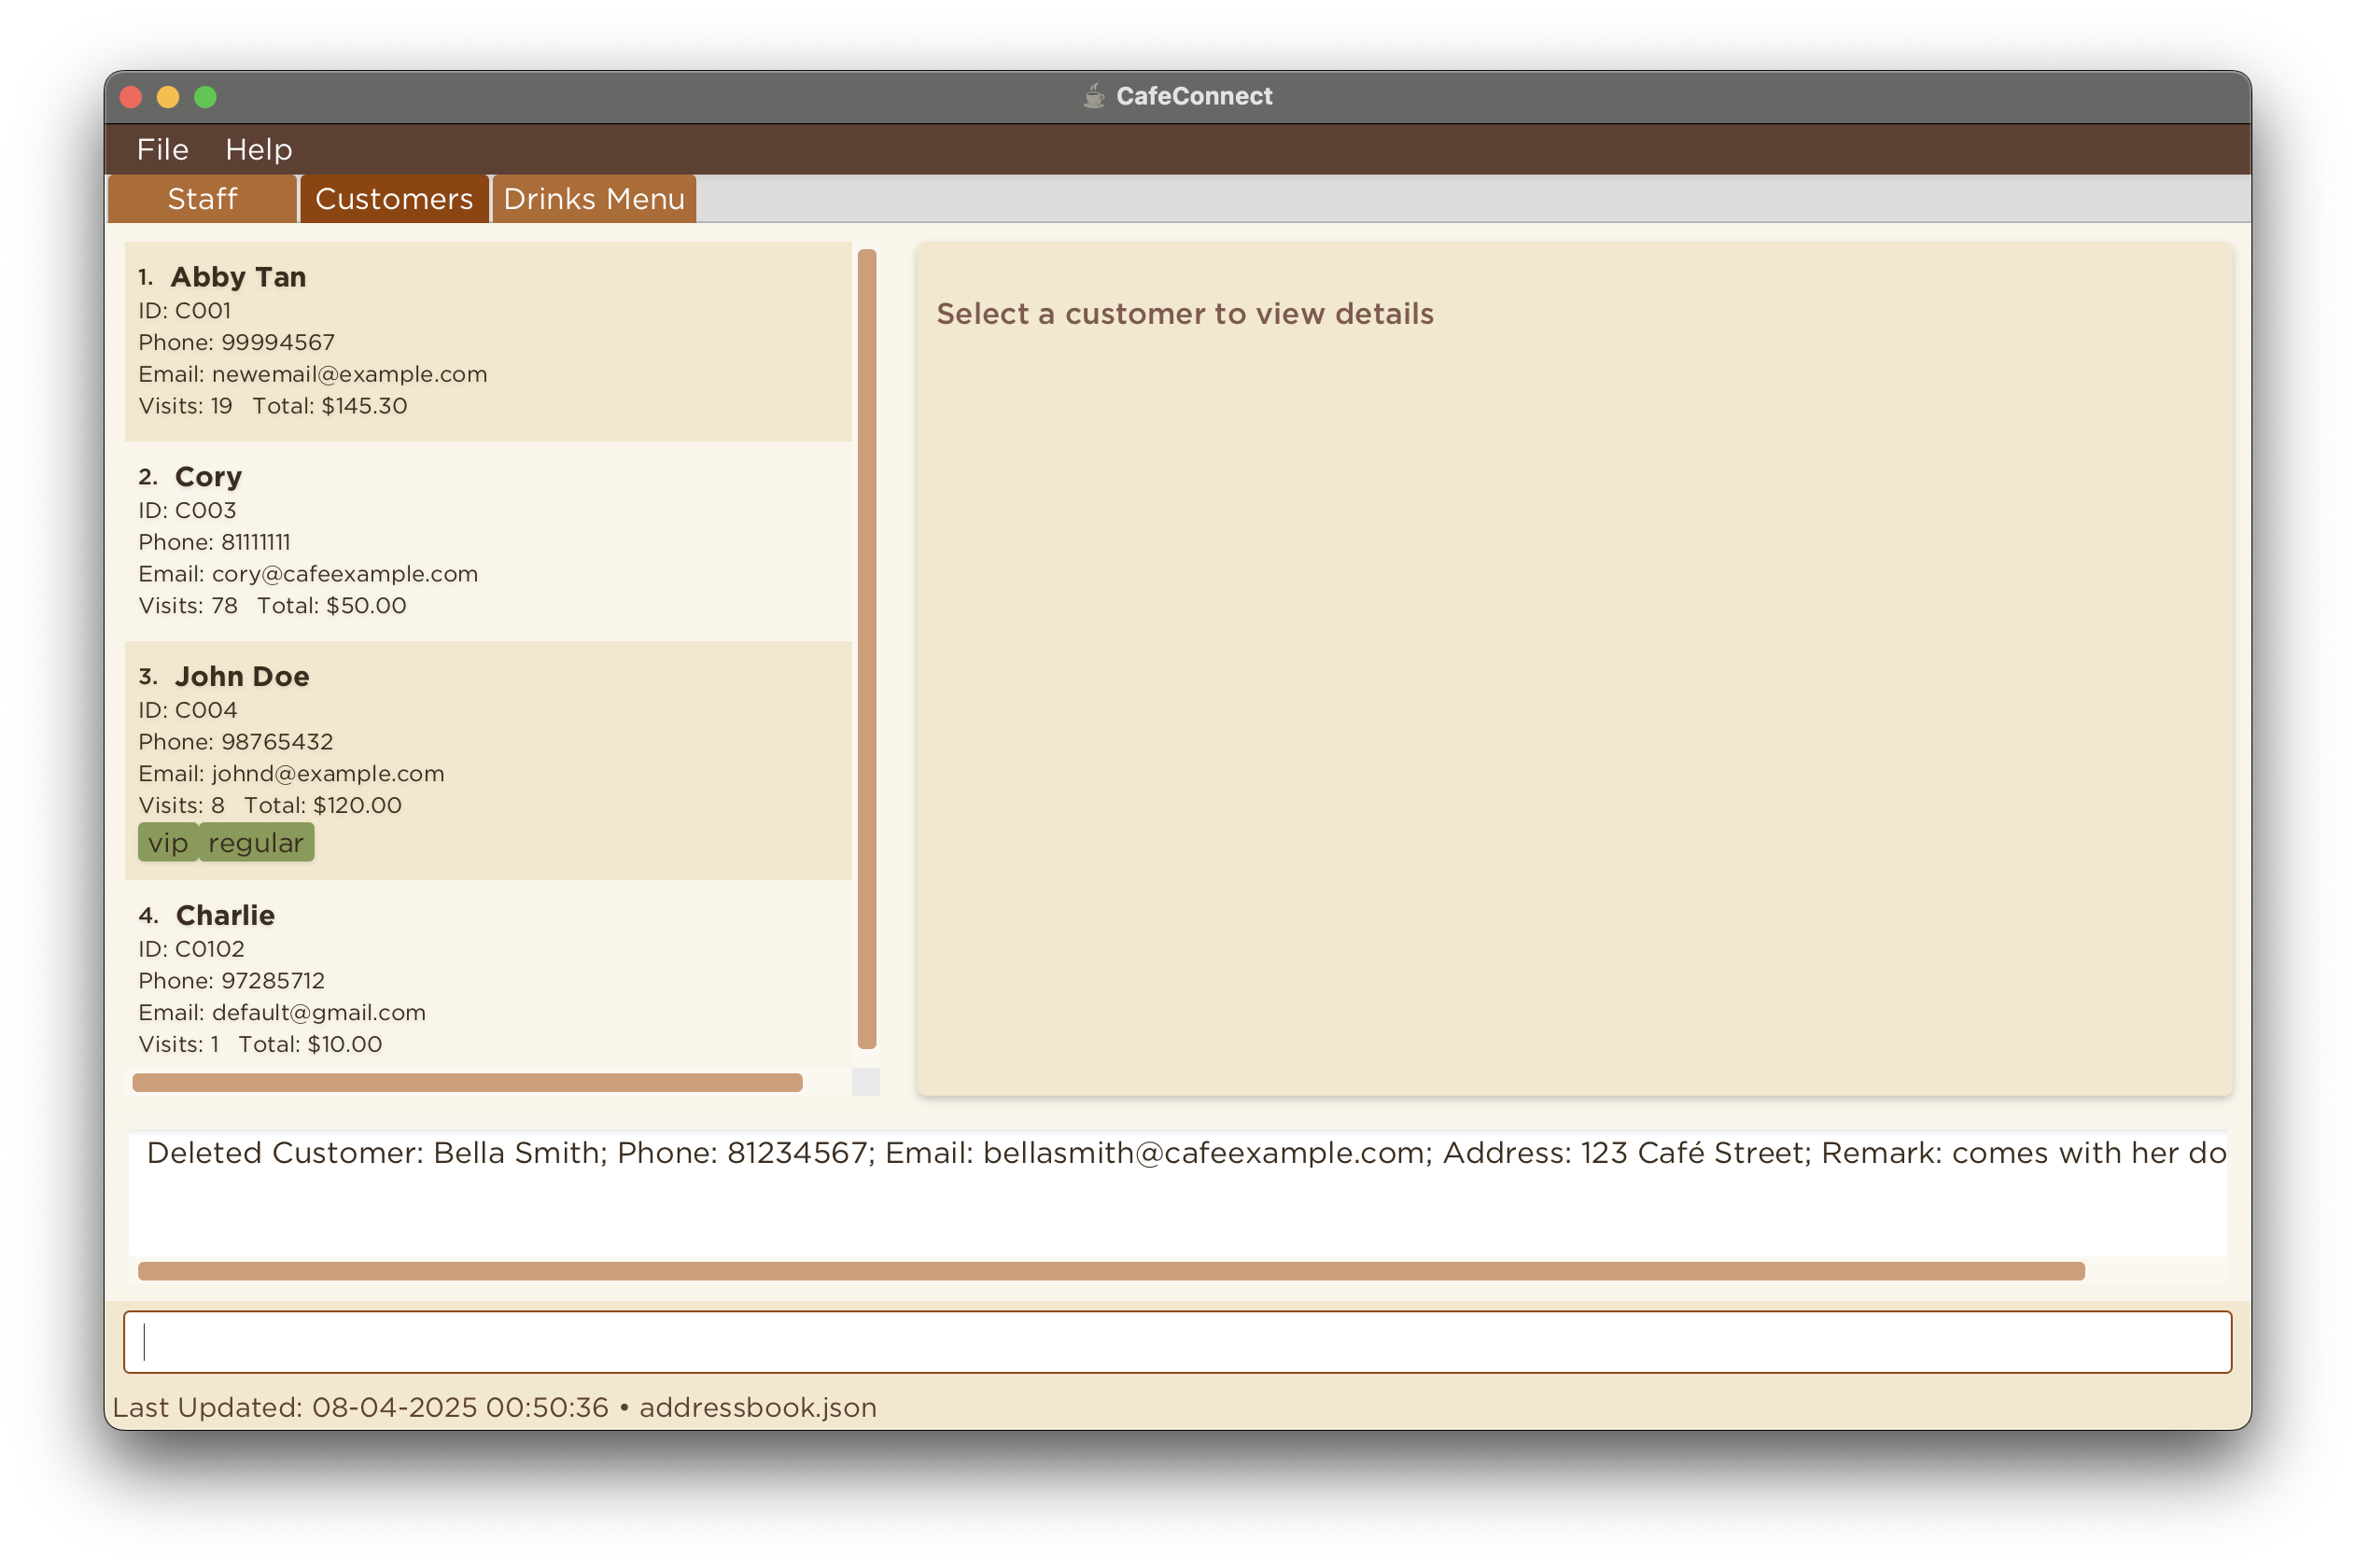 CafeConnect
File Help
Staff Customers Drinks Menu
1. Abby Tan
ID: C001
Phone: 99994567
Email: newemail@example.com
Visits: 19 Total: $145.30
2. Cory
ID: C003
Phone: 81111111
Email: cory@cafeexample.com
Visits: 78 Total: $50.00
3. John Doe
ID: C004
Phone: 98765432
Email: johnd@example.com
Visits: 8 Total: $120.00
vip regular
4. Charlie
ID: C0102
Phone: 97285712
Email: default@gmail.com
Visits: 1 Total: $10.00
Select a customer to view details
Deleted Customer: Bella Smith; Phone: 81234567; Email: bellasmith@cafeexample.com; Address: 123 Café Street; Remark: comes with her do
Last Updated: 08-04-2025 00:50:36 • addressbook.json